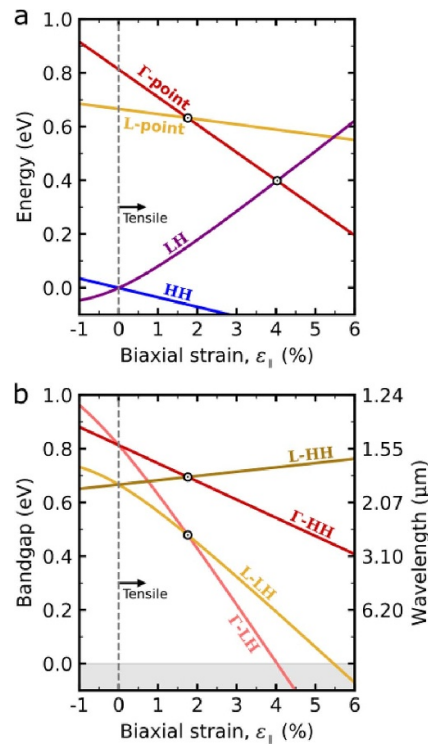 a
1.0
0.8
0.6
0.4
0.2
0.0
Energy (eV)
Γ-point
L-point
Tensile
LH
HH
-1 0 1 2 3 4 5 6
Biaxial strain, ε∥ (%)
b
1.0
0.8
0.6
0.4
0.2
0.0
Bandgap (eV)
1.24
1.55
2.07
3.10
6.20
Wavelength (μm)
L-HH
Γ-HH
L-LH
Γ-LH
Tensile
-1 0 1 2 3 4 5 6
Biaxial strain, ε∥ (%)